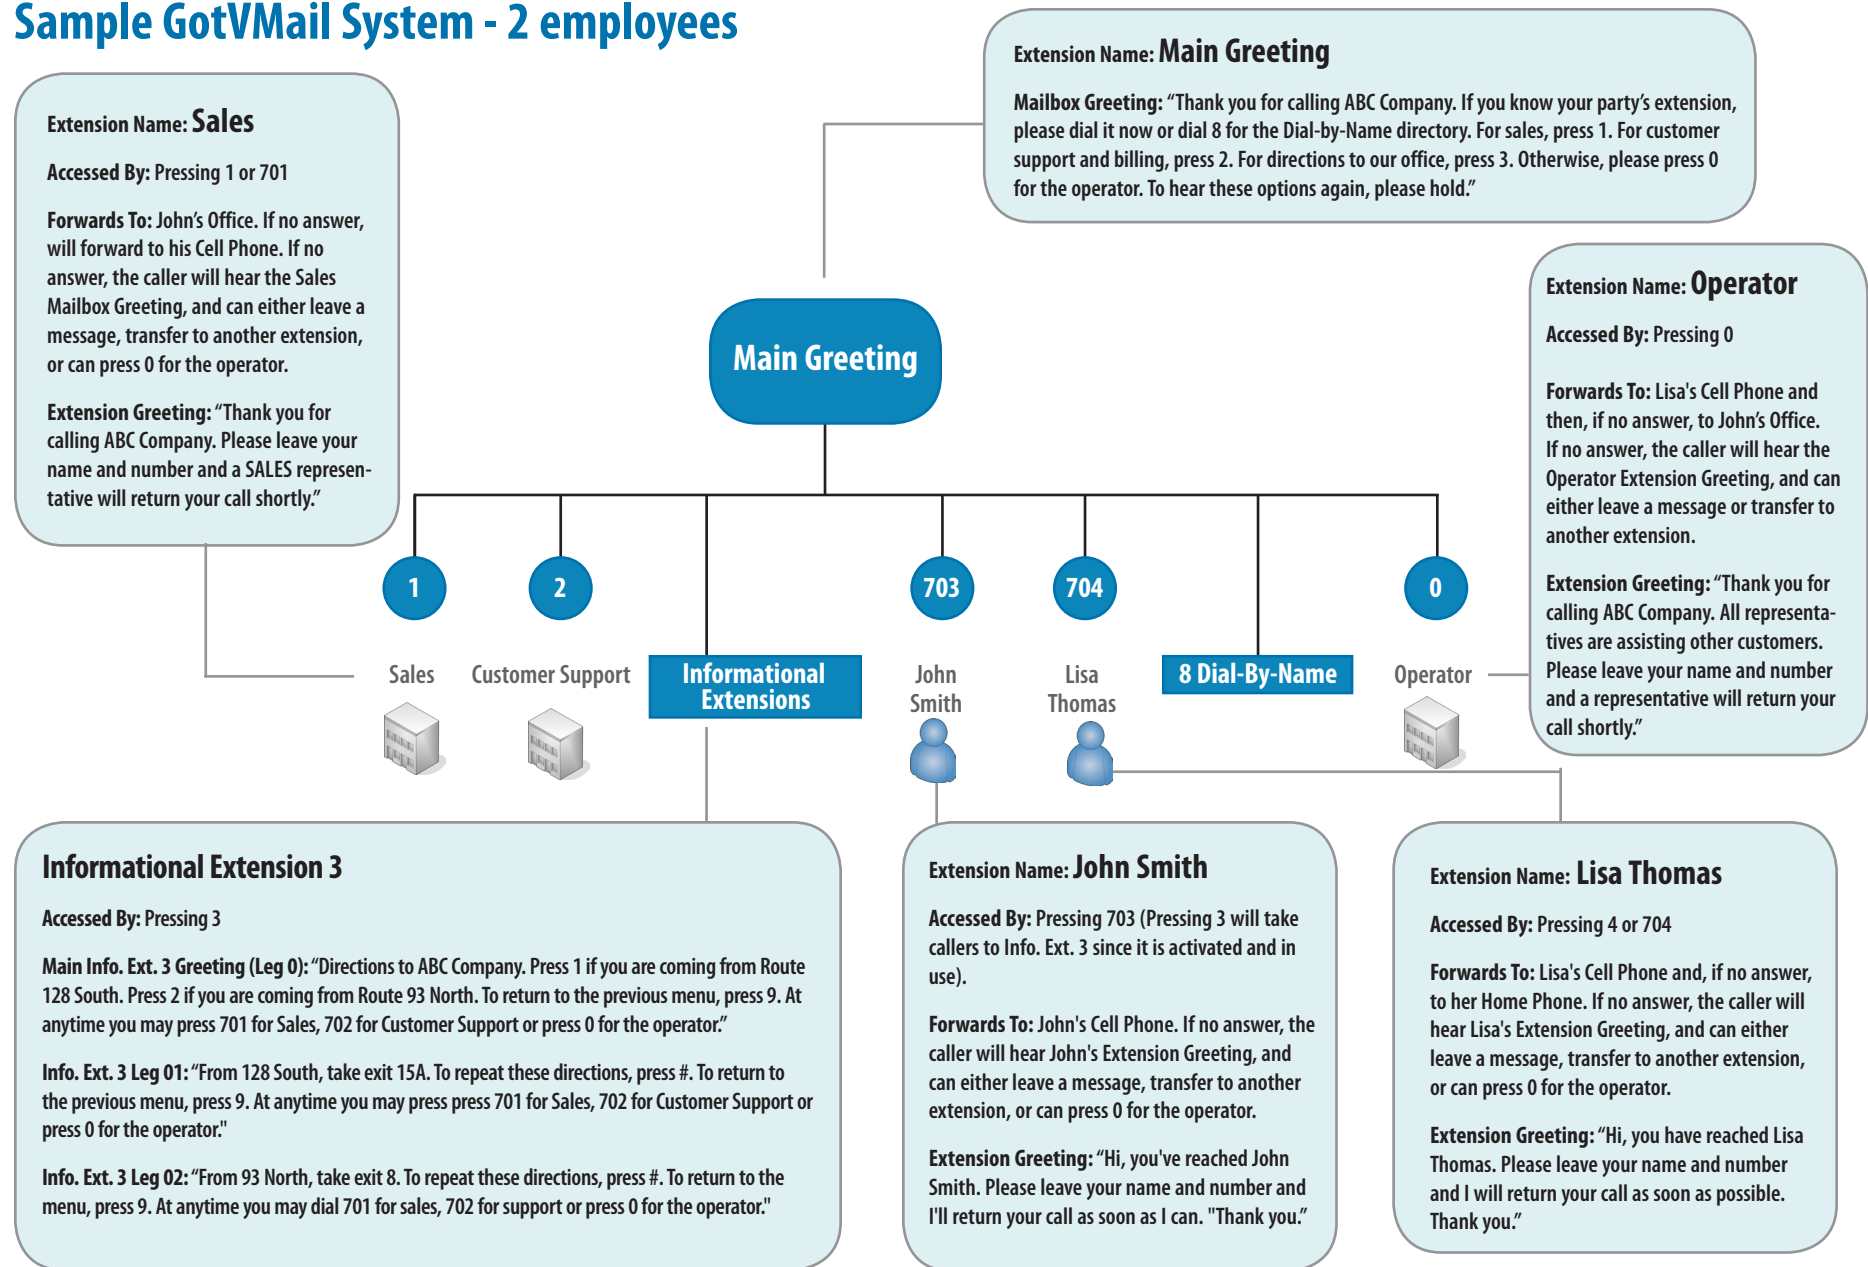 Sample GotVMail System - 2 employees
Extension Name: Main Greeting
Mailbox Greeting: “Thank you for calling ABC Company. If you know your party’s extension,
please dial it now or dial 8 for the Dial-by-Name directory. For sales, press 1. For customer
support and billing, press 2. For directions to our office, press 3. Otherwise, please press 0
for the operator. To hear these options again, please hold.”
Extension Name: Sales
Accessed By: Pressing 1 or 701
Forwards To: John’s Office. If no answer,
will forward to his Cell Phone. If no
answer, the caller will hear the Sales
Mailbox Greeting, and can either leave a
message, transfer to another extension,
or can press 0 for the operator.
Extension Greeting: “Thank you for
calling ABC Company. Please leave your
name and number and a SALES represen-
tative will return your call shortly.”
Main Greeting
Extension Name: Operator
Accessed By: Pressing 0
Forwards To: Lisa's Cell Phone and
then, if no answer, to John’s Office.
If no answer, the caller will hear the
Operator Extension Greeting, and can
either leave a message or transfer to
another extension.
Extension Greeting: “Thank you for
calling ABC Company. All representa-
tives are assisting other customers.
Please leave your name and number
and a representative will return your
call shortly.”
1
2
703
704
0
Sales
Customer Support
Informational
Extensions
John
Smith
Lisa
Thomas
8 Dial-By-Name
Operator
Informational Extension 3
Accessed By: Pressing 3
Main Info. Ext. 3 Greeting (Leg 0): “Directions to ABC Company. Press 1 if you are coming from Route
128 South. Press 2 if you are coming from Route 93 North. To return to the previous menu, press 9. At
anytime you may press 701 for Sales, 702 for Customer Support or press 0 for the operator.”
Info. Ext. 3 Leg 01: “From 128 South, take exit 15A. To repeat these directions, press #. To return to
the previous menu, press 9. At anytime you may press press 701 for Sales, 702 for Customer Support or
press 0 for the operator."
Info. Ext. 3 Leg 02: “From 93 North, take exit 8. To repeat these directions, press #. To return to the
menu, press 9. At anytime you may dial 701 for sales, 702 for support or press 0 for the operator."
Extension Name: John Smith
Accessed By: Pressing 703 (Pressing 3 will take
callers to Info. Ext. 3 since it is activated and in
use).
Forwards To: John's Cell Phone. If no answer, the
caller will hear John's Extension Greeting, and
can either leave a message, transfer to another
extension, or can press 0 for the operator.
Extension Greeting: “Hi, you've reached John
Smith. Please leave your name and number and
I'll return your call as soon as I can. "Thank you.”
Extension Name: Lisa Thomas
Accessed By: Pressing 4 or 704
Forwards To: Lisa's Cell Phone and, if no answer,
to her Home Phone. If no answer, the caller will
hear Lisa's Extension Greeting, and can either
leave a message, transfer to another extension,
or can press 0 for the operator.
Extension Greeting: “Hi, you have reached Lisa
Thomas. Please leave your name and number
and I will return your call as soon as possible.
Thank you.”